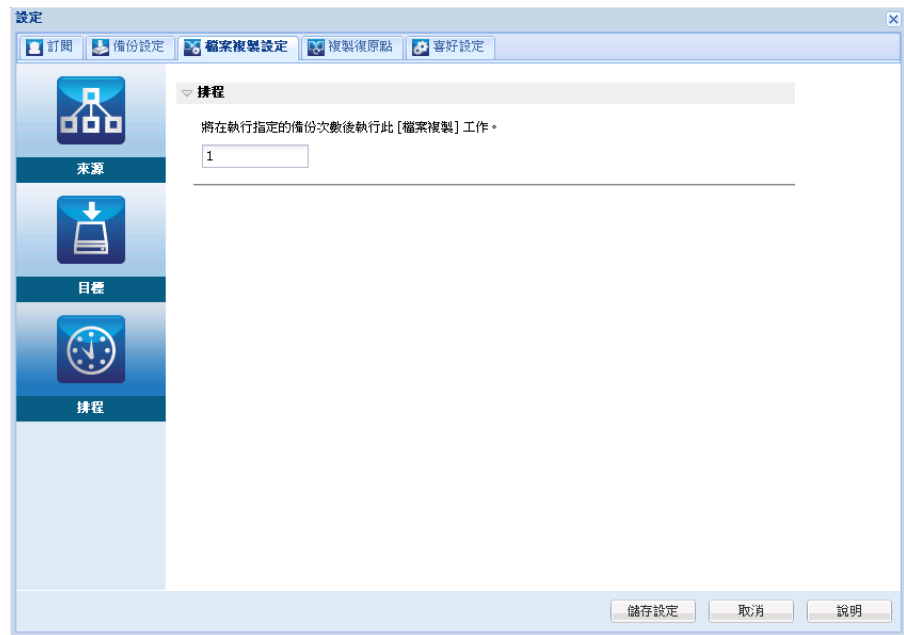 設定
訂閱 備份設定 檔案複製設定 複製復原點 喜好設定
來源
目標
排程
排程
將在執行指定的備份次數後執行此 [檔案複製] 工作。
1
儲存設定 取消 說明